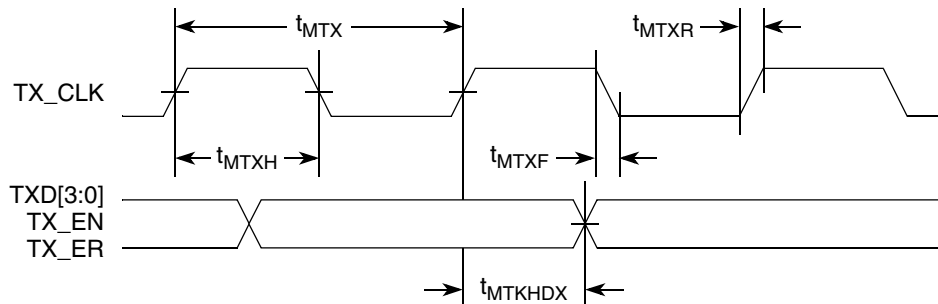 tMTX
tMTXR
TX_CLK
tMTXH
tMTXF
TXD[3:0]
TX_EN
TX_ER
tMTKHDX